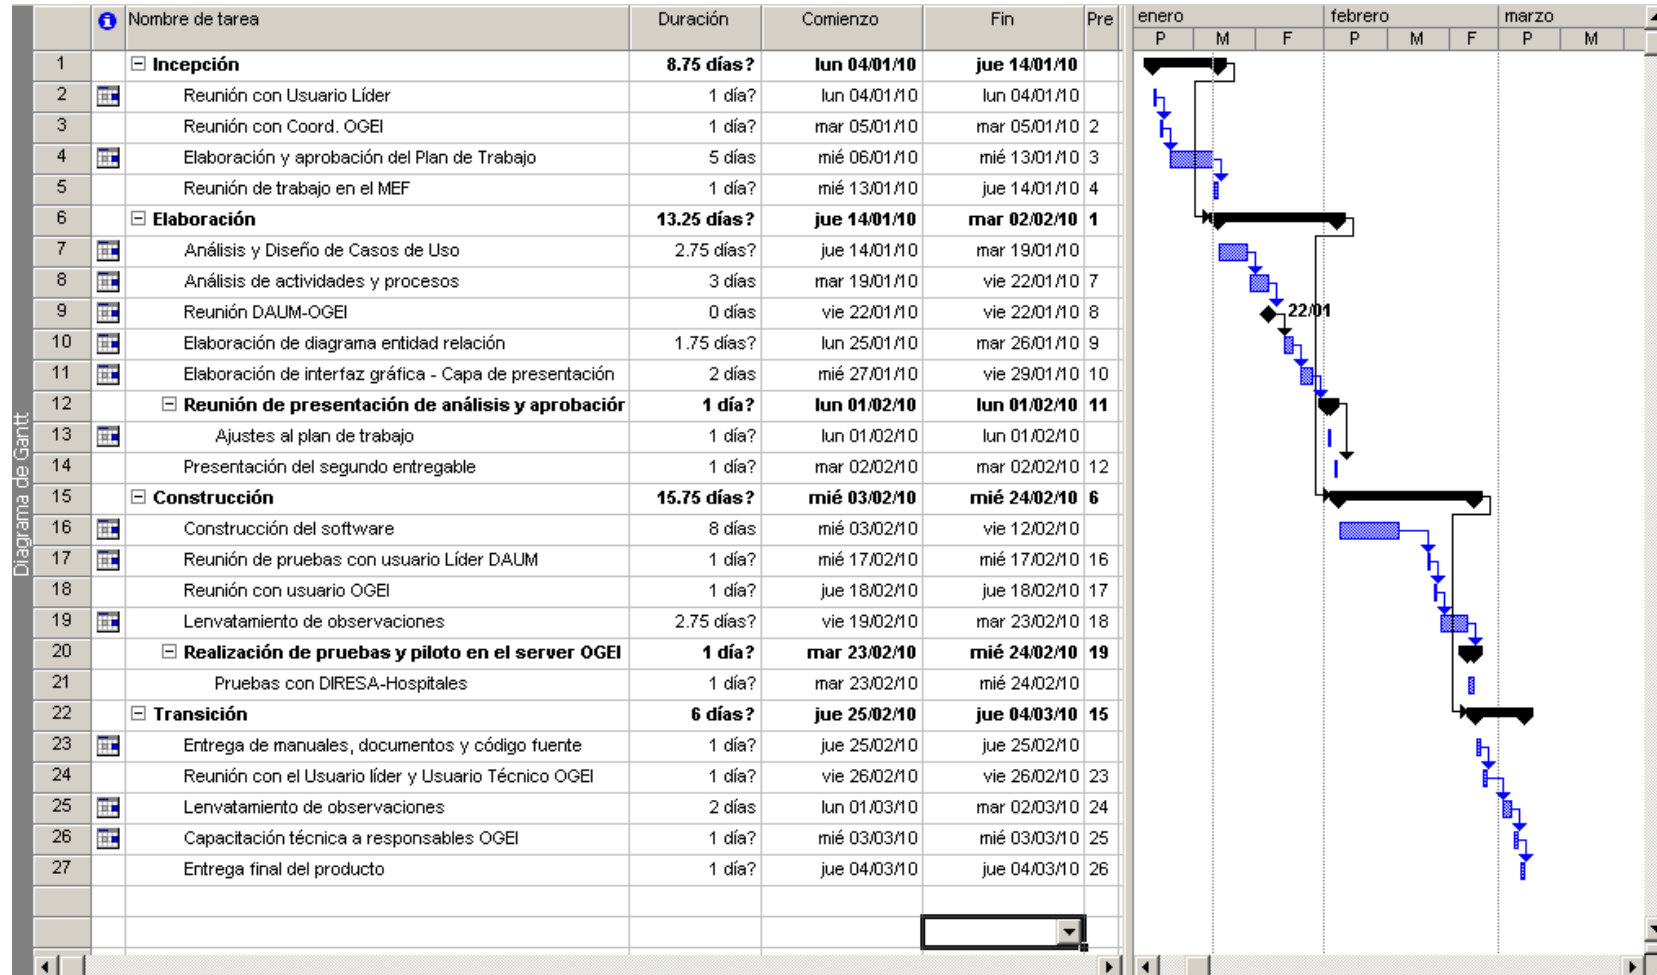 Nombre de tarea Duración Comienzo Fin Pre enero febrero marzo
P M F P M F P M
1 Incepción 8.75 días? lun 04/01/10 jue 14/01/10
2 Reunión con Usuario Líder 1 día? lun 04/01/10 lun 04/01/10
3 Reunión con Coord. OGEI 1 día? mar 05/01/10 mar 05/01/10 2
4 Elaboración y aprobación del Plan de Trabajo 5 días mié 06/01/10 mié 13/01/10 3
5 Reunión de trabajo en el MEF 1 día? mié 13/01/10 jue 14/01/10 4
6 Elaboración 13.25 días? jue 14/01/10 mar 02/02/10 1
7 Análisis y Diseño de Casos de Uso 2.75 días? jue 14/01/10 mar 19/01/10
8 Análisis de actividades y procesos 3 días mar 19/01/10 vie 22/01/10 7
9 Reunión DAUM-OGEI 0 días vie 22/01/10 vie 22/01/10 8 22/01
10 Elaboración de diagrama entidad relación 1.75 días? lun 25/01/10 mar 26/01/10 9
11 Elaboración de interfaz gráfica - Capa de presentación 2 días mié 27/01/10 vie 29/01/10 10
12 Reunión de presentación de análisis y aprobaciór 1 día? lun 01/02/10 lun 01/02/10 11
13 Ajustes al plan de trabajo 1 día? lun 01/02/10 lun 01/02/10
14 Presentación del segundo entregable 1 día? mar 02/02/10 mar 02/02/10 12
15 Construcción 15.75 días? mié 03/02/10 mié 24/02/10 6
16 Construcción del software 8 días mié 03/02/10 vie 12/02/10
17 Reunión de pruebas con usuario Líder DAUM 1 día? mié 17/02/10 mié 17/02/10 16
18 Reunión con usuario OGEI 1 día? jue 18/02/10 jue 18/02/10 17
19 Lenvatamiento de observaciones 2.75 días? vie 19/02/10 mar 23/02/10 18
20 Realización de pruebas y piloto en el server OGEI 1 día? mar 23/02/10 mié 24/02/10 19
21 Pruebas con DIRESA-Hospitales 1 día? mar 23/02/10 mié 24/02/10
22 Transición 6 días? jue 25/02/10 jue 04/03/10 15
23 Entrega de manuales, documentos y código fuente 1 día? jue 25/02/10 jue 25/02/10
24 Reunión con el Usuario líder y Usuario Técnico OGEI 1 día? vie 26/02/10 vie 26/02/10 23
25 Lenvatamiento de observaciones 2 días lun 01/03/10 mar 02/03/10 24
26 Capacitación técnica a responsables OGEI 1 día? mié 03/03/10 mié 03/03/10 25
27 Entrega final del producto 1 día? jue 04/03/10 jue 04/03/10 26
Diagrama de Gantt